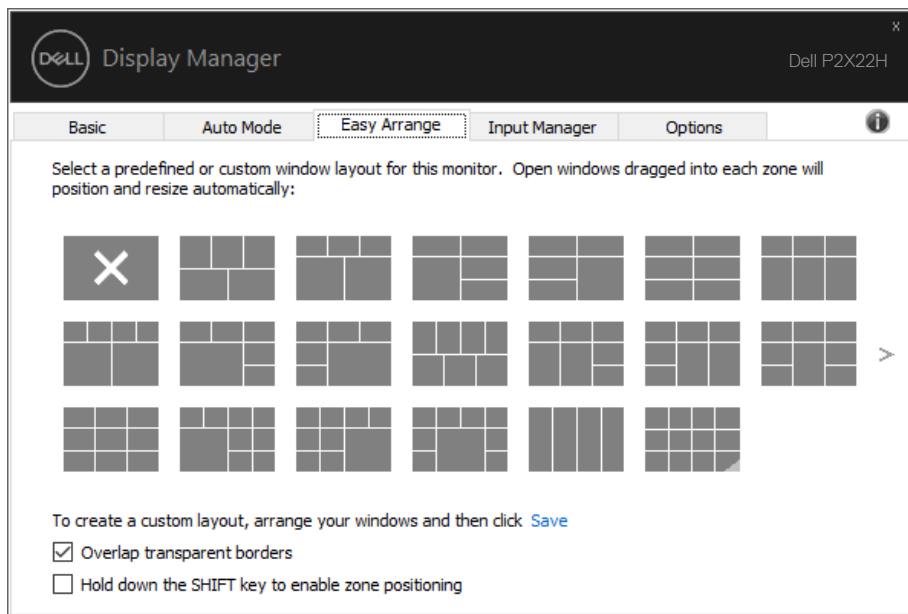 x
DELL Display Manager
Dell P2X22H
Basic Auto Mode Easy Arrange Input Manager Options
Select a predefined or custom window layout for this monitor. Open windows dragged into each zone will
position and resize automatically:
>
To create a custom layout, arrange your windows and then click Save
Overlap transparent borders
Hold down the SHIFT key to enable zone positioning